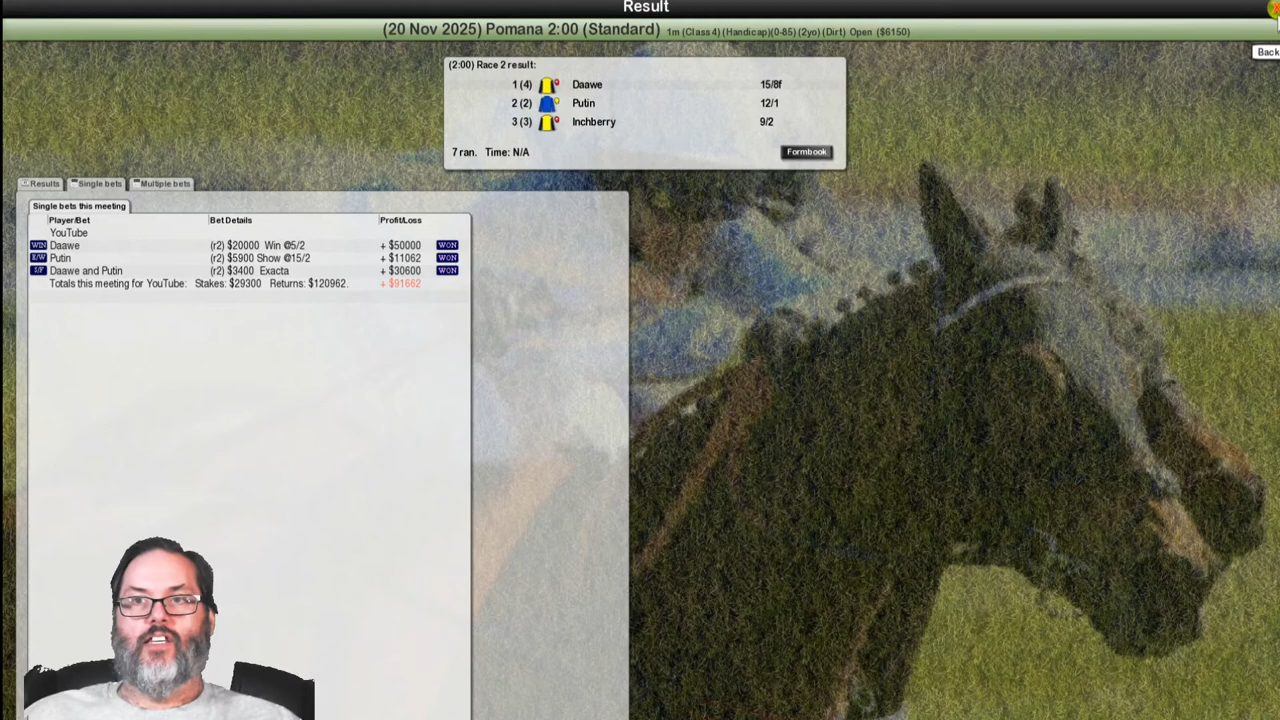 Result
(20 Nov 2025) Pomana 2:00 (Standard) 1m (Class 4) (Handicap)(0-85) (2yo) (Dirt) Open ($6150)
Back
(2:00) Race 2 result:
1 (4) Daawe 15/8f
2 (2) Putin 12/1
3 (3) Inchberry 9/2
7 ran. Time: N/A Formbook
Results Single bets Multiple bets
Single bets this meeting
Player/Bet Bet Details Profit/Loss
YouTube
WIN Daawe (r2) $20000 Win @5/2 + $50000 WON
E/W Putin (r2) $5900 Show @15/2 + $11062 WON
S/F Daawe and Putin (r2) $3400 Exacta + $30600 WON
Totals this meeting for YouTube: Stakes: $29300 Returns: $120962. + $91662